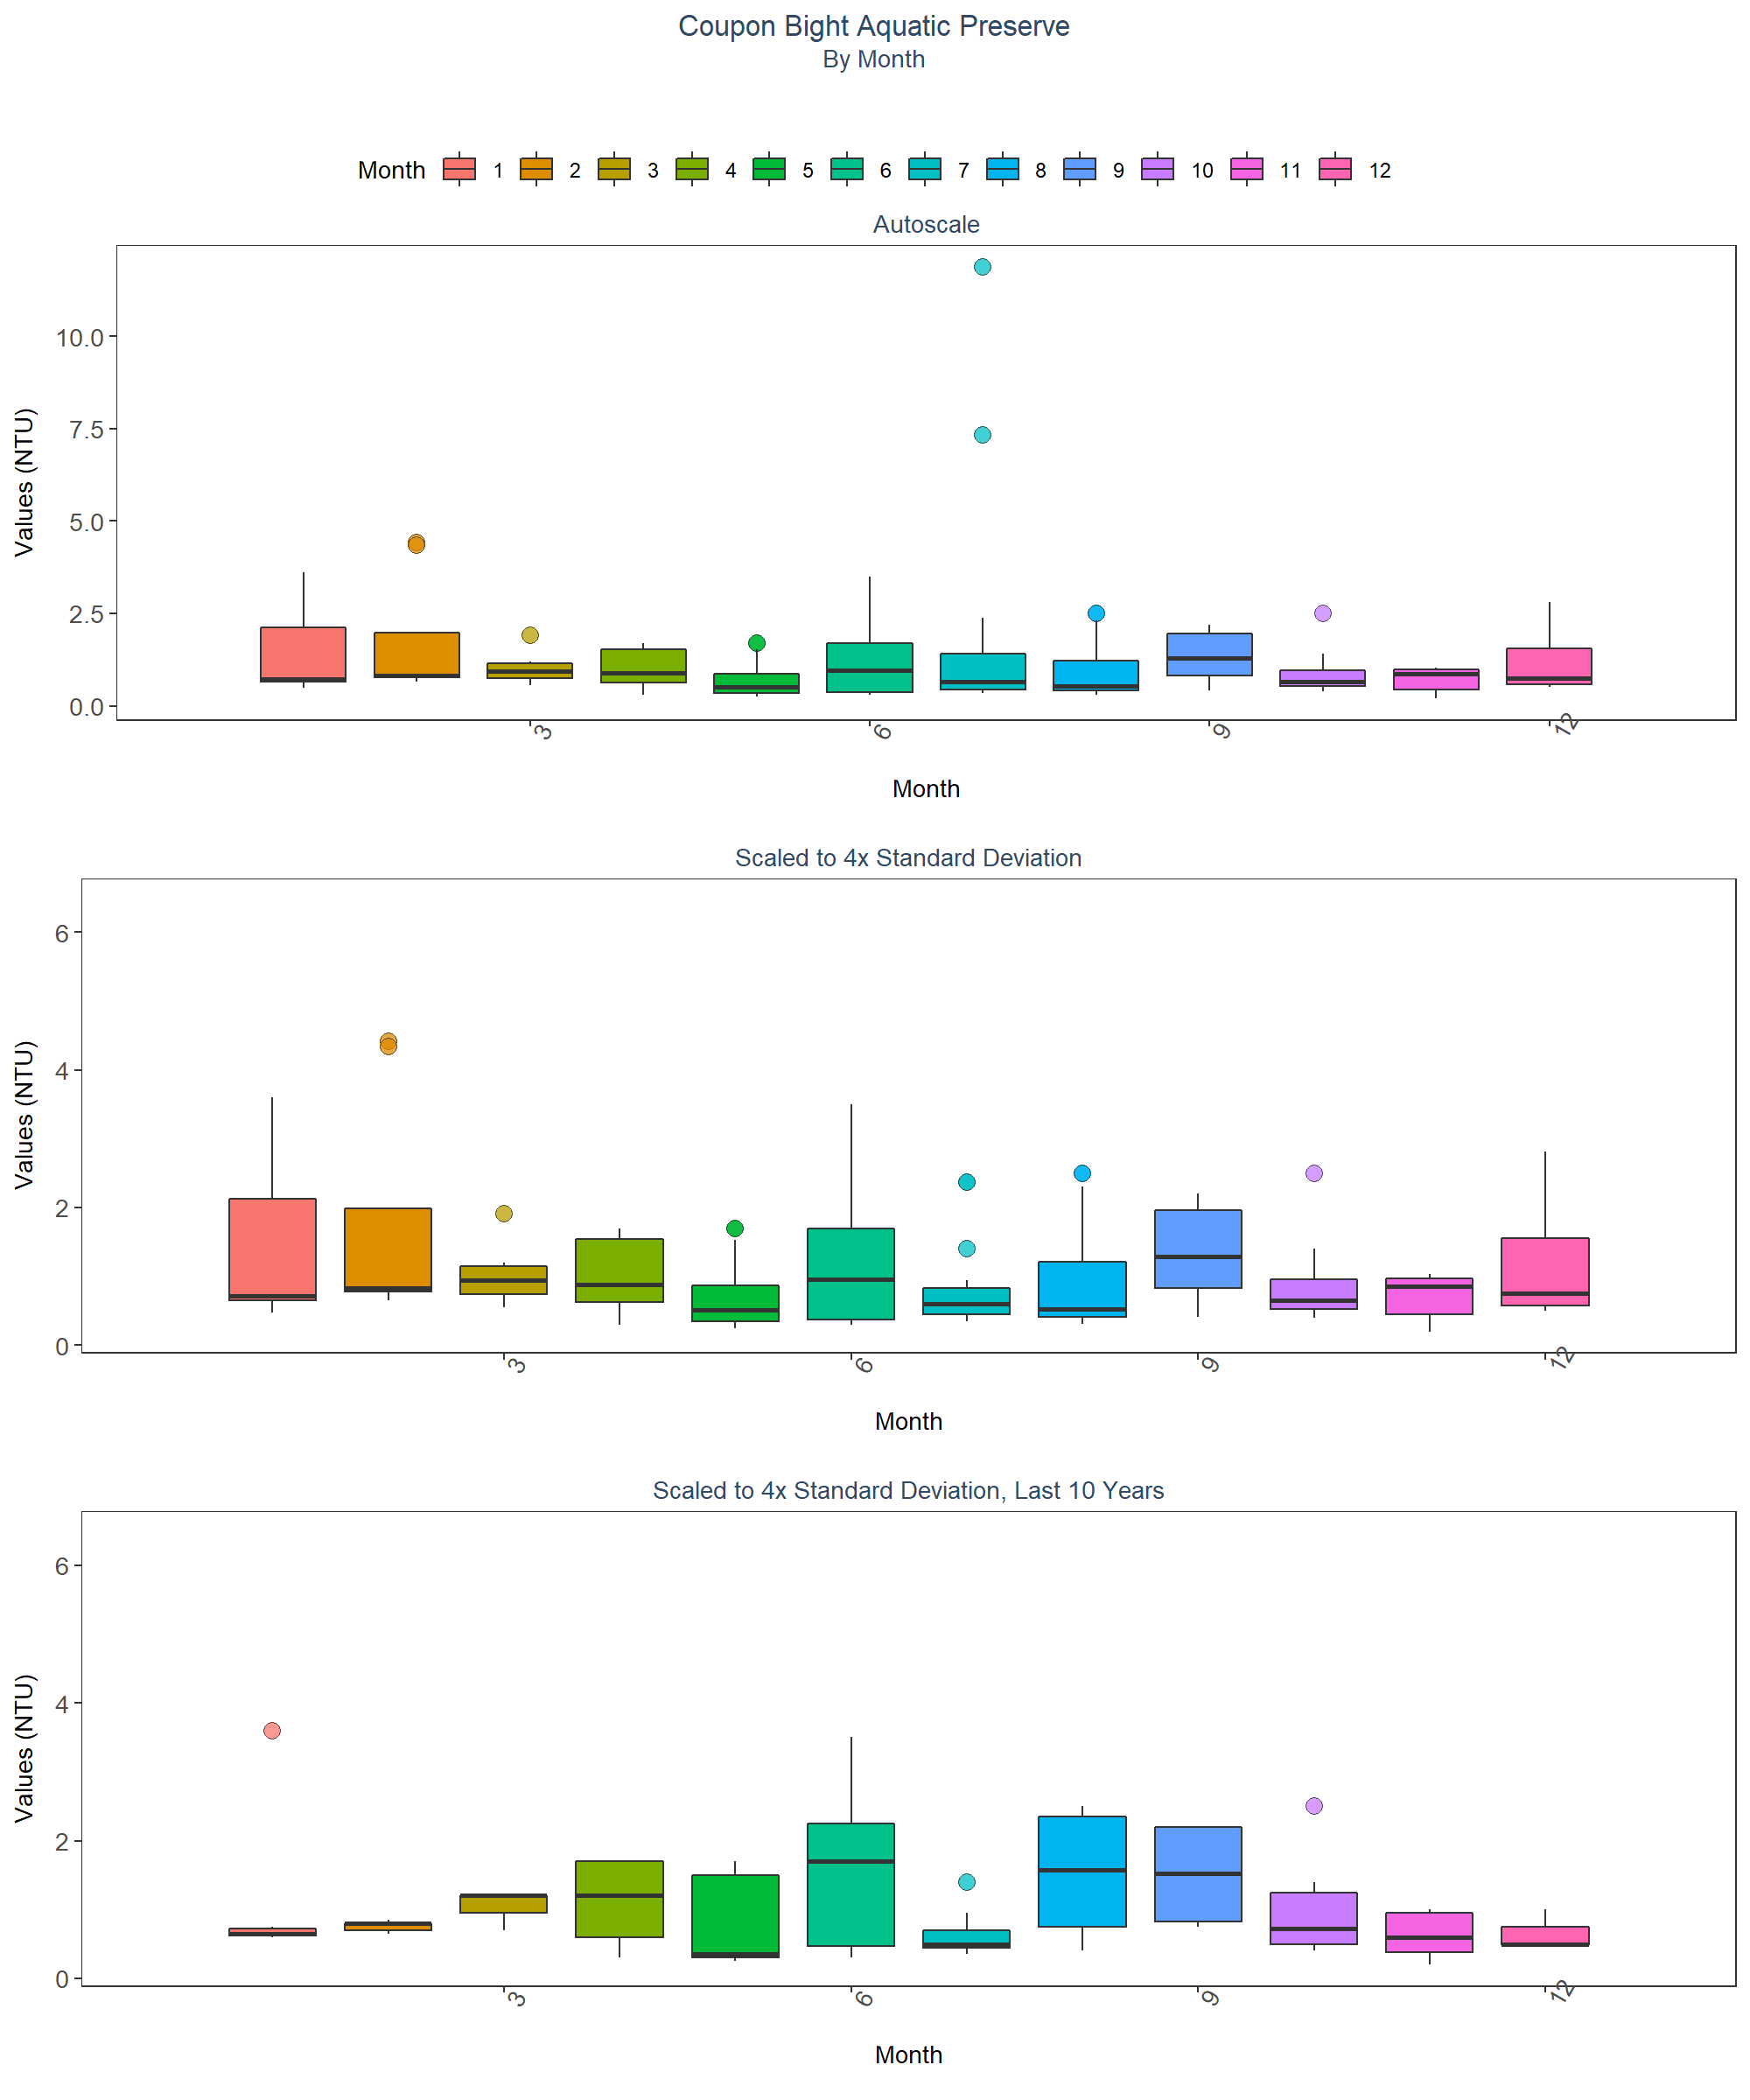 Coupon Bight Aquatic Preserve
By Month
Month 1 2 3 4 5 6 7 8 9 10 11 12
Autoscale
Values (NTU)
10.0
7.5
5.0
2.5
0.0
3 6 9 12
Month
Scaled to 4x Standard Deviation
Values (NTU)
6
4
2
0
3 6 9 12
Month
Scaled to 4x Standard Deviation, Last 10 Years
Values (NTU)
6
4
2
0
3 6 9 12
Month